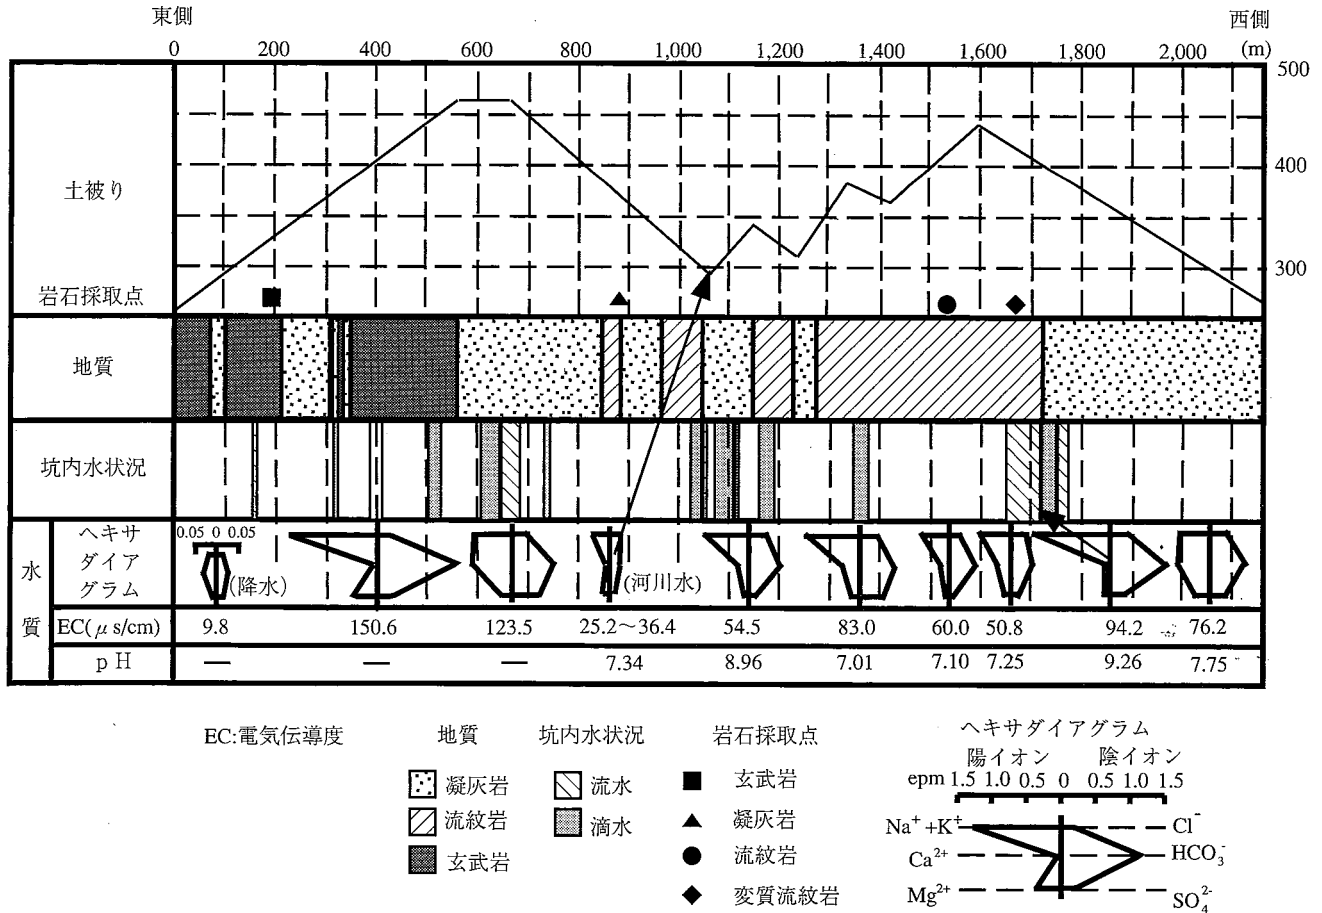 東側 西側
0 200 400 600 800 1,000 1,200 1,400 1,600 1,800 2,000 (m)
500
土被り
400
300
岩石採取点
地質
坑内水状況
水質
ヘキサダイアグラム
0.05 0 0.05
(降水)
(河川水)
EC(μs/cm) 9.8 150.6 123.5 25.2～36.4 54.5 83.0 60.0 50.8 94.2 76.2
pH — — — 7.34 8.96 7.01 7.10 7.25 9.26 7.75
EC:電気伝導度
地質
凝灰岩
流紋岩
玄武岩
坑内水状況
流水
滴水
岩石採取点
玄武岩
凝灰岩
流紋岩
変質流紋岩
ヘキサダイアグラム
陽イオン 陰イオン
epm 1.5 1.0 0.5 0 0.5 1.0 1.5
Na⁺+K⁺ Cl⁻
Ca²⁺ HCO₃⁻
Mg²⁺ SO₄²⁻